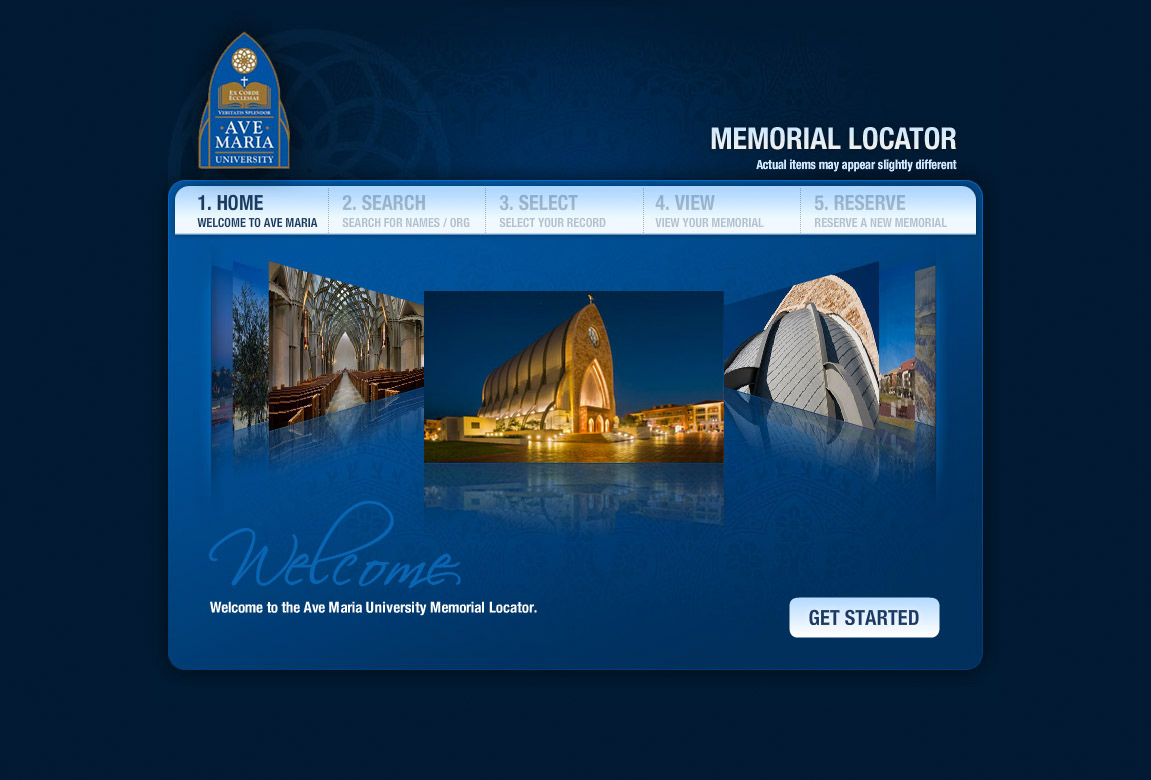 EX CORDE
ECCLESIAE
VERITATIS SPLENDOR
·AVE·
MARIA
UNIVERSITY
MEMORIAL LOCATOR
Actual items may appear slightly different
1. HOME
WELCOME TO AVE MARIA
2. SEARCH
SEARCH FOR NAMES / ORG
3. SELECT
SELECT YOUR RECORD
4. VIEW
VIEW YOUR MEMORIAL
5. RESERVE
RESERVE A NEW MEMORIAL
Welcome
Welcome to the Ave Maria University Memorial Locator.
GET STARTED